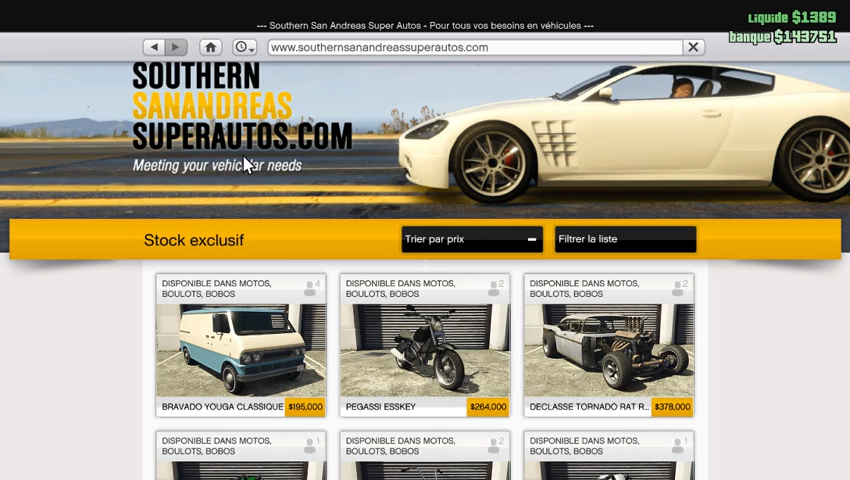 --- Southern San Andreas Super Autos - Pour tous vos besoins en véhicules ---
Liquide $1389
banque $143751
www.southernsanandreassuperautos.com
SOUTHERN
SANANDREAS
SUPERAUTOS.COM
Meeting your vehicular needs
Stock exclusif
Trier par prix
Filtrer la liste
DISPONIBLE DANS MOTOS,
BOULOTS, BOBOS
4
DISPONIBLE DANS MOTOS,
BOULOTS, BOBOS
2
DISPONIBLE DANS MOTOS,
BOULOTS, BOBOS
2
BRAVADO YOUGA CLASSIQUE
$195,000
PEGASSI ESSKEY
$264,000
DECLASSE TORNADO RAT R...
$378,000
DISPONIBLE DANS MOTOS,
BOULOTS, BOBOS
1
DISPONIBLE DANS MOTOS,
BOULOTS, BOBOS
2
DISPONIBLE DANS MOTOS,
BOULOTS, BOBOS
1